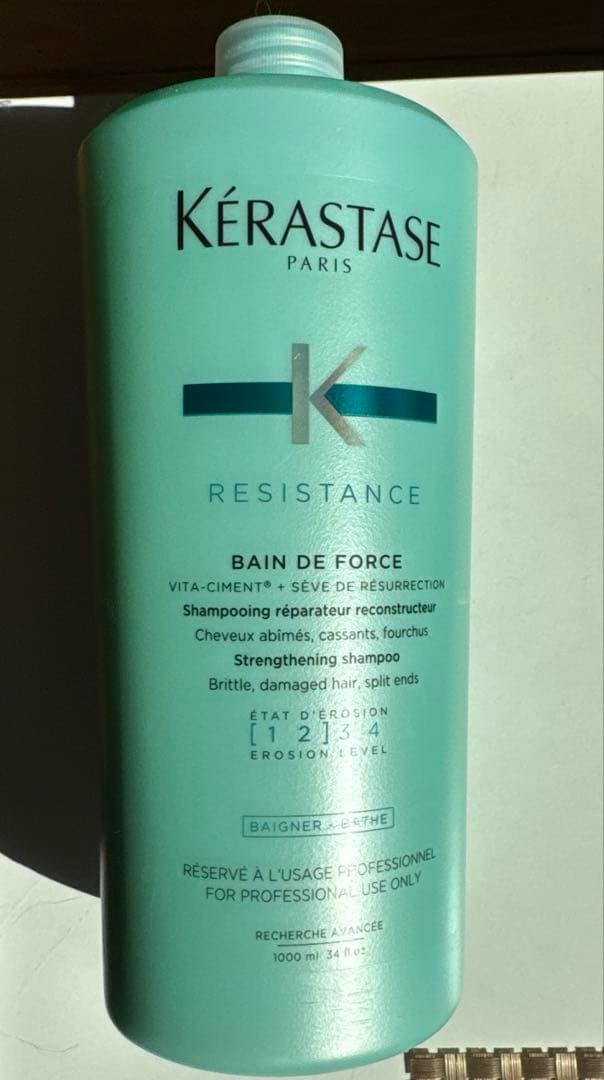 KÉRASTASE
PARIS
K
RESISTANCE
BAIN DE FORCE
VITA-CIMENT® + SÈVE DE RÉSURRECTION
Shampooing réparateur reconstructeur
Cheveux abîmés, cassants, fourchus
Strengthening shampoo
Brittle, damaged hair, split ends
ÉTAT D'ÉROSION
[1 2] 3 4
EROSION LEVEL
BAIGNER - BATHE
RÉSERVÉ À L'USAGE PROFESSIONNEL
FOR PROFESSIONAL USE ONLY
RECHERCHE AVANCÉE
1000 ml 34 fl oz